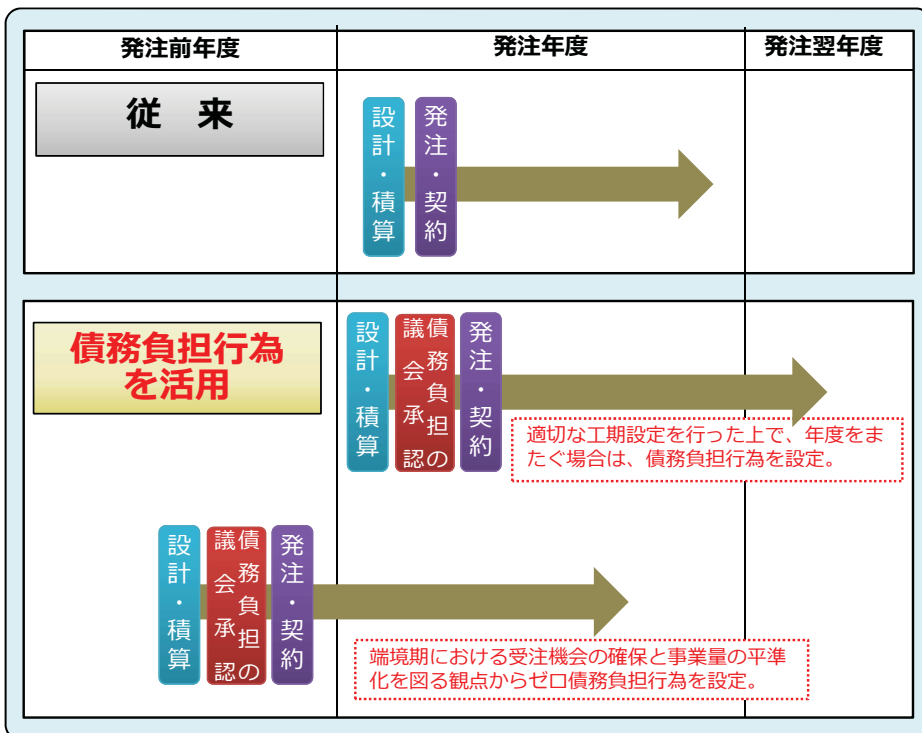 発注前年度
発注年度
発注翌年度
従　来
設計・積算
発注・契約
債務負担行為
を活用
設計・積算
債務負担の
議会承認
発注・契約
適切な工期設定を行った上で、年度をま
たぐ場合は、債務負担行為を設定。
設計・積算
債務負担の
議会承認
発注・契約
端境期における受注機会の確保と事業量の平準
化を図る観点からゼロ債務負担行為を設定。